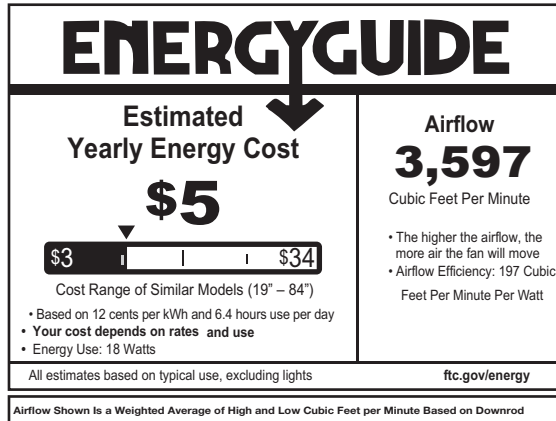 ENERGYGUIDE
Estimated
Yearly Energy Cost
$5
$3
$34
Cost Range of Similar Models (19” – 84”)
• Based on 12 cents per kWh and 6.4 hours use per day
• Your cost depends on rates and use
• Energy Use: 18 Watts
Airflow
3,597
Cubic Feet Per Minute
• The higher the airflow, the
more air the fan will move
• Airflow Efficiency: 197 Cubic
Feet Per Minute Per Watt
All estimates based on typical use, excluding lights
ftc.gov/energy
Airflow Shown Is a Weighted Average of High and Low Cubic Feet per Minute Based on Downrod